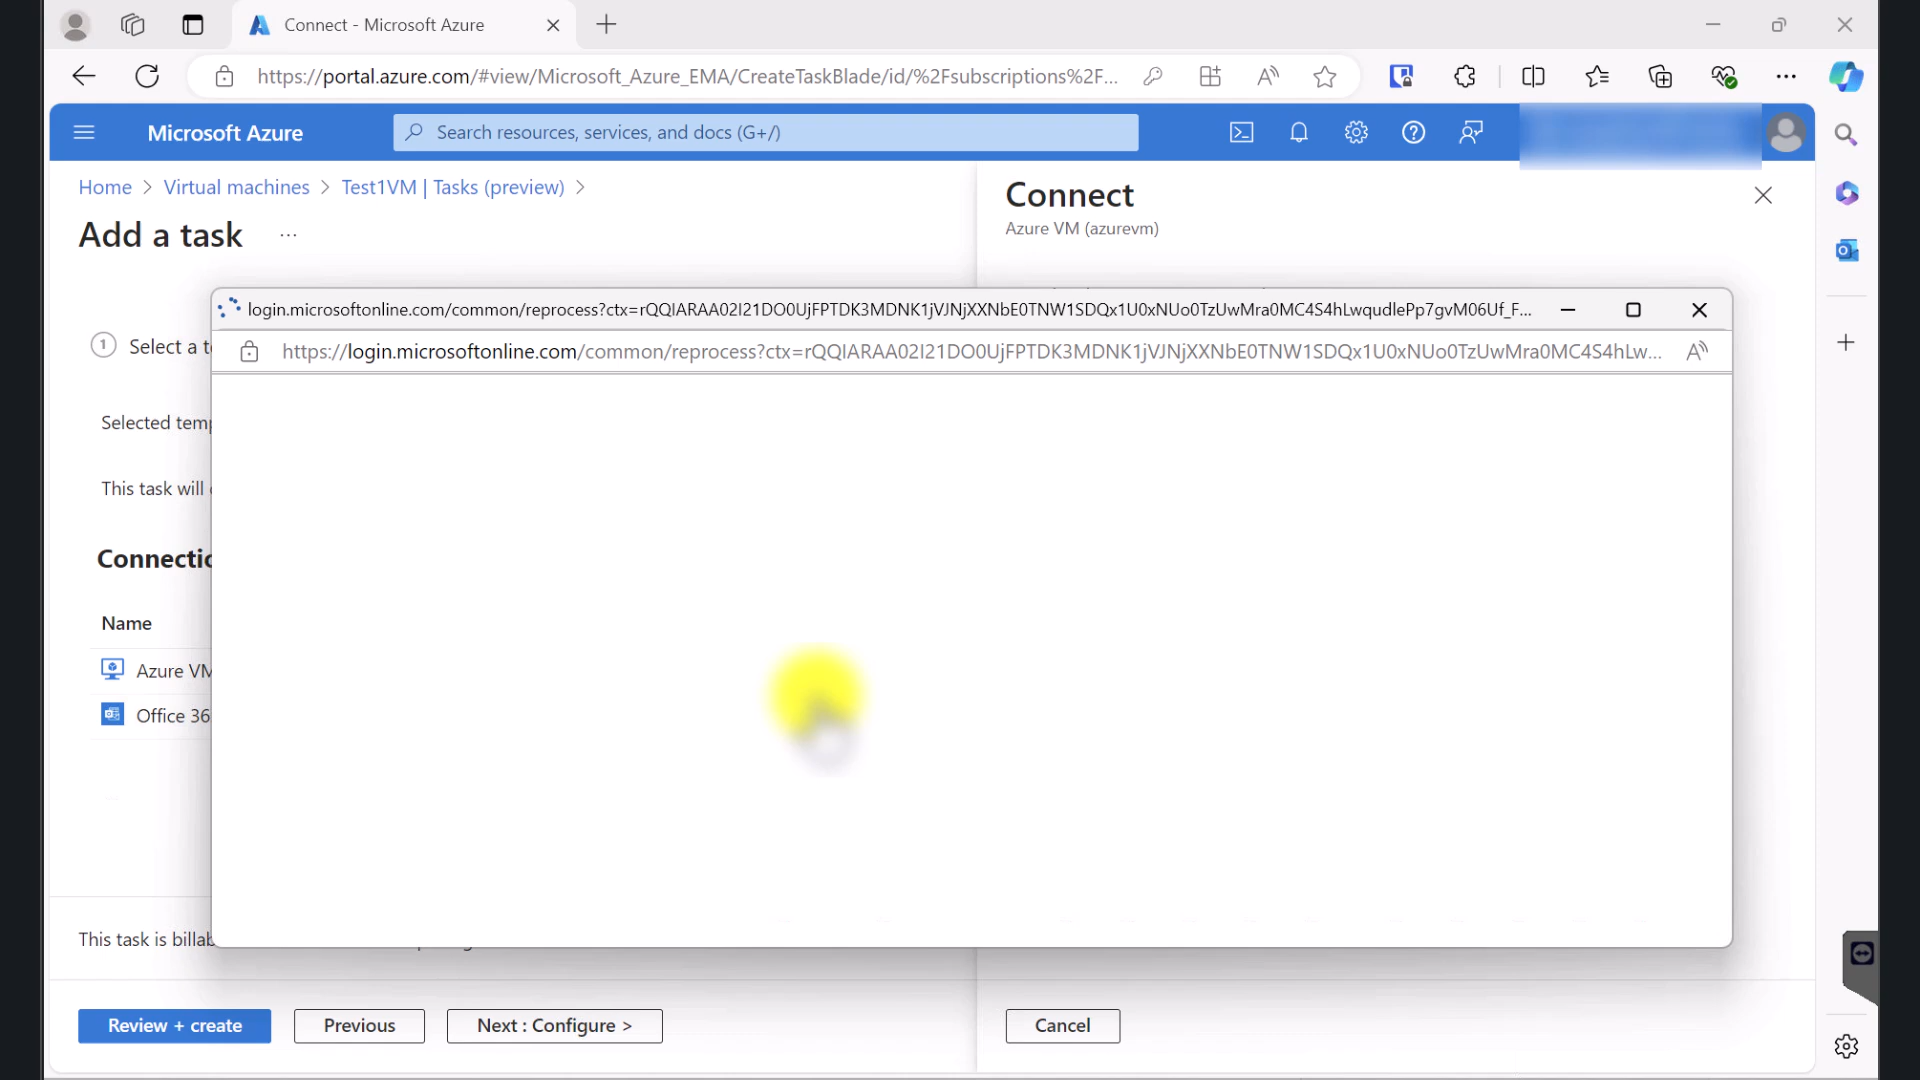 Connect - Microsoft Azure
https://portal.azure.com/#view/Microsoft_Azure_EMA/CreateTaskBlade/id/%2Fsubscriptions%2F...
Microsoft Azure
Search resources, services, and docs (G+/)
Home > Virtual machines > Test1VM | Tasks (preview) >
Add a task ...
Connect
Azure VM (azurevm)
login.microsoftonline.com/common/reprocess?ctx=rQQIARAA02I21DO0UjFPTDK3MDNK1jVJNjXXNbE0TNW1SDQx1U0xNUo0TzUwMra0MC4S4hLwqudlePp7gvM06Uf_F...
https://login.microsoftonline.com/common/reprocess?ctx=rQQIARAA02I21DO0UjFPTDK3MDNK1jVJNjXXNbE0TNW1SDQx1U0xNUo0TzUwMra0MC4S4hLw...
1 Select a t
Selected temp
This task will
Connectio
Name
Azure VM
Office 36
This task is billab
Review + create
Previous
Next : Configure >
Cancel